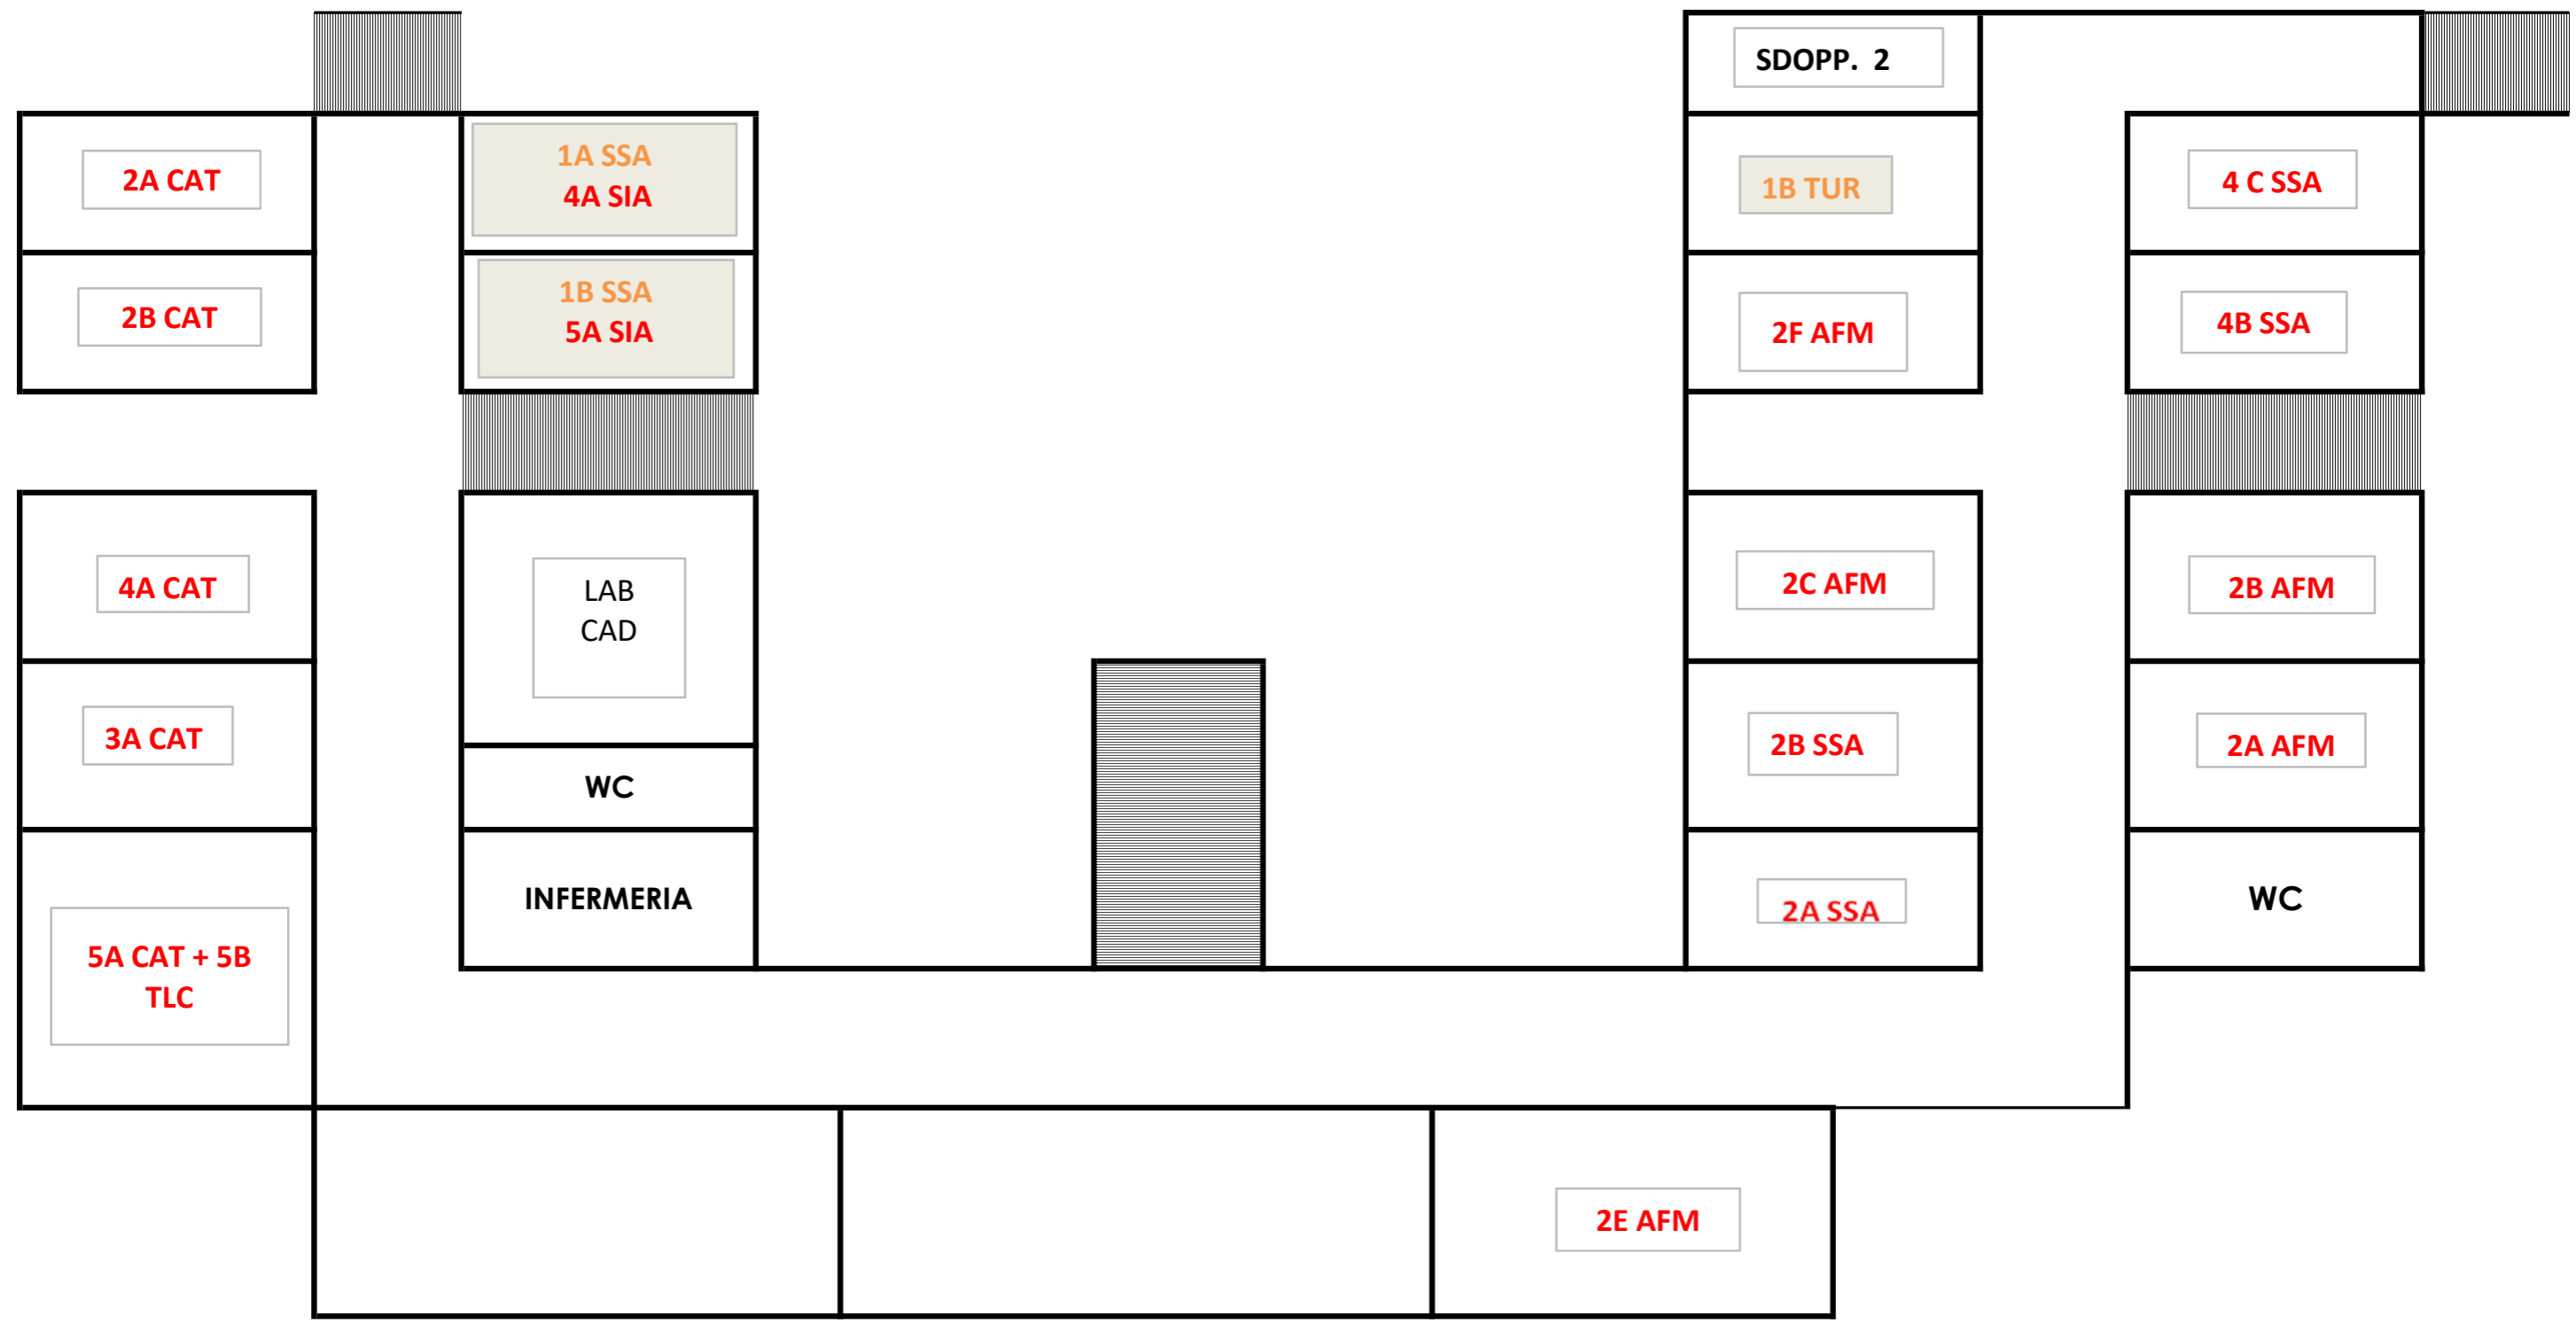 SDOPP.  2
2A CAT
1A SSA
4A SIA
1B TUR
4 C SSA
2B CAT
1B SSA
5A SIA
2F AFM
4B SSA
4A CAT
LAB
CAD
2C AFM
2B AFM
3A CAT
WC
2B SSA
2A AFM
5A CAT + 5B
TLC
INFERMERIA
2A SSA
WC
2E AFM